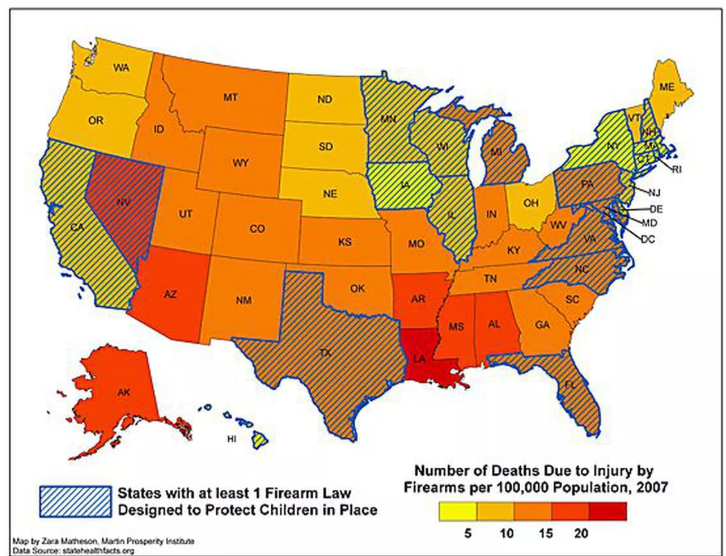 WA
MT
ND
MN
ME
OR
ID
SD
WI
MI
VT
NH
NY
MA
CT
RI
WY
NE
IA
PA
NJ
NV
UT
CO
IL
IN
OH
DE
MD
DC
WV
VA
CA
KS
MO
KY
NC
AZ
NM
OK
AR
TN
SC
MS
AL
GA
TX
LA
FL
AK
HI
Number of Deaths Due to Injury by
Firearms per 100,000 Population, 2007
5 10 15 20
States with at least 1 Firearm Law
Designed to Protect Children in Place
Map by Zara Matheson, Martin Prosperity Institute
Data Source: statehealthfacts.org